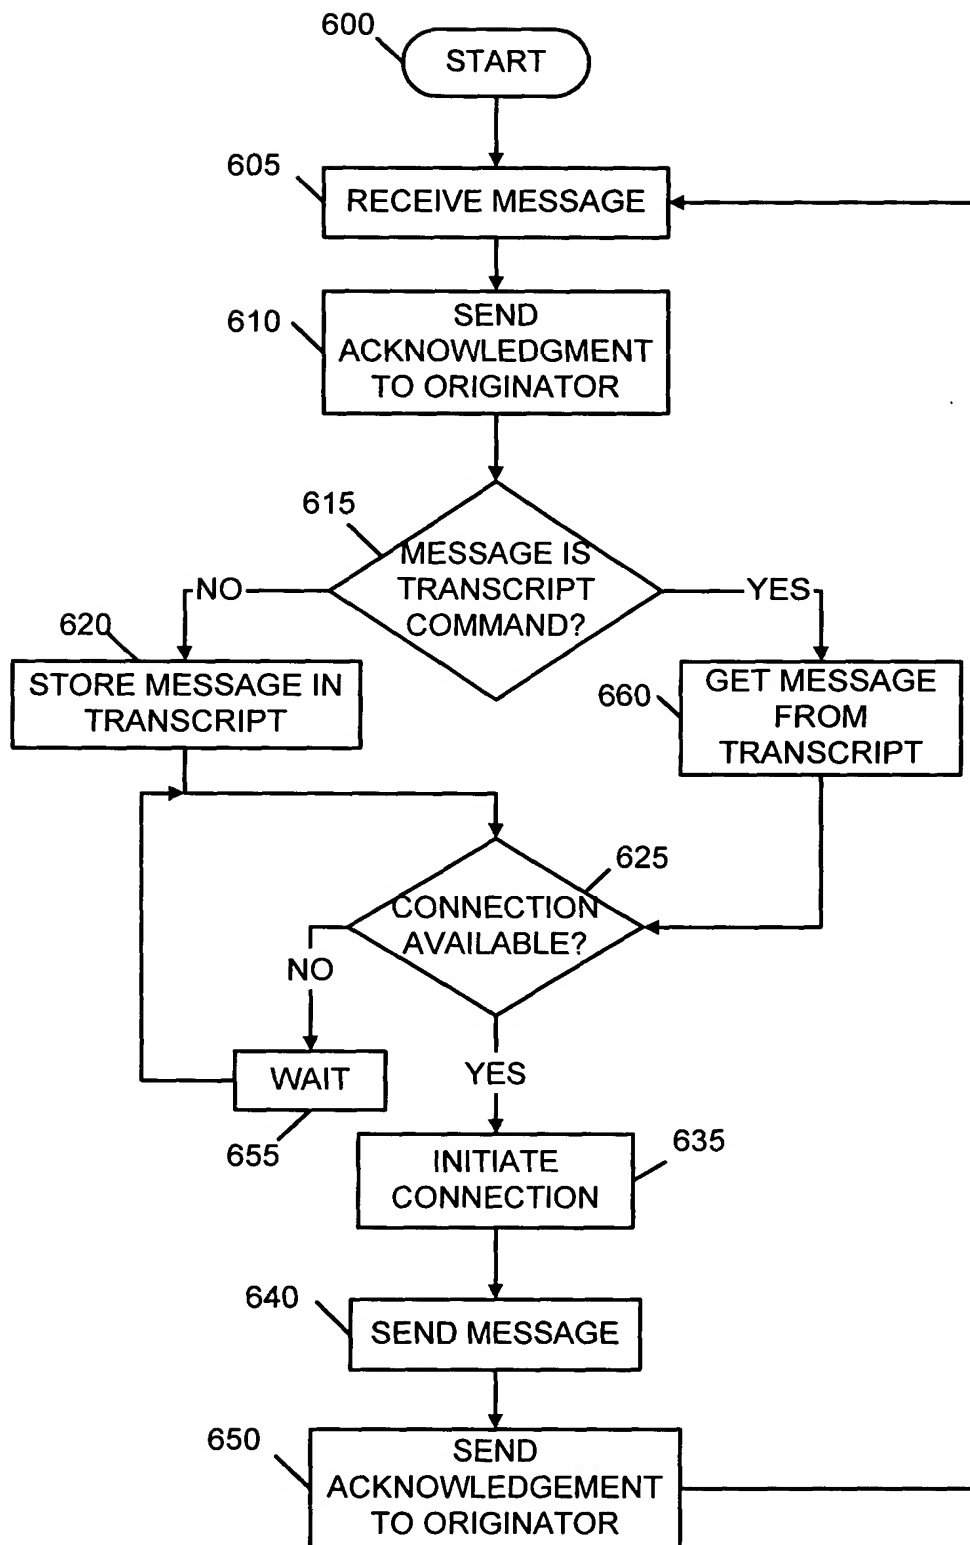 600
START
605
RECEIVE MESSAGE
610
SEND
ACKNOWLEDGMENT
TO ORIGINATOR
615
MESSAGE IS
TRANSCRIPT
COMMAND?
NO
YES
620
STORE MESSAGE IN
TRANSCRIPT
660
GET MESSAGE
FROM
TRANSCRIPT
625
CONNECTION
AVAILABLE?
NO
YES
WAIT
655
635
INITIATE
CONNECTION
640
SEND MESSAGE
650
SEND
ACKNOWLEDGEMENT
TO ORIGINATOR